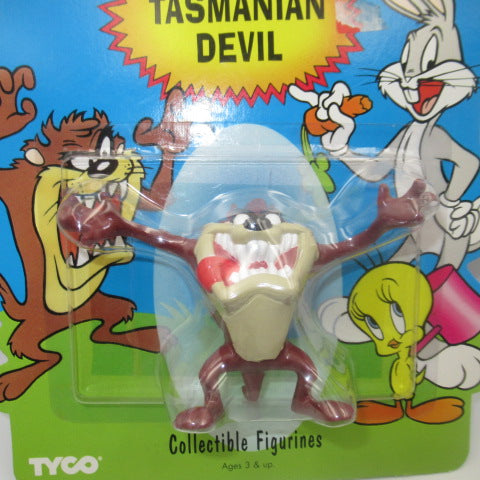 TASMANIAN
DEVIL
Collectible Figurines
TYCO
Ages 3 & up.